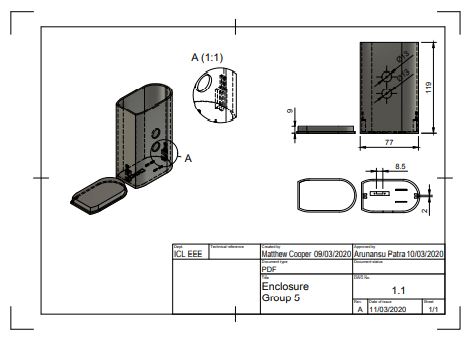 A (1:1)
Ø13
Ø13
119
77
9
A
8.5
2
Dept.
Technical reference
Created by
Approved by
ICL EEE
Matthew Cooper 09/03/2020
Arunansu Patra 10/03/2020
Document type
Document status
PDF
Title
DWG No.
Enclosure
Group 5
1.1
Rev.
Date of issue
Sheet
A
11/03/2020
1/1